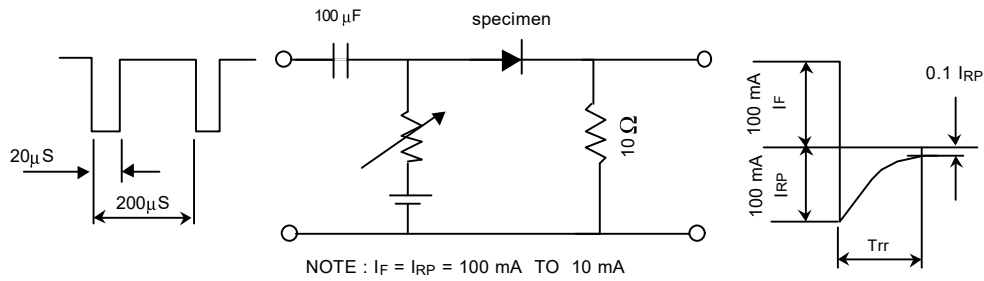 100 μF
specimen
20μS
200μS
10 Ω
100 mA
IF
100 mA
IRP
0.1 IRP
Trr
NOTE : IF = IRP = 100 mA TO 10 mA